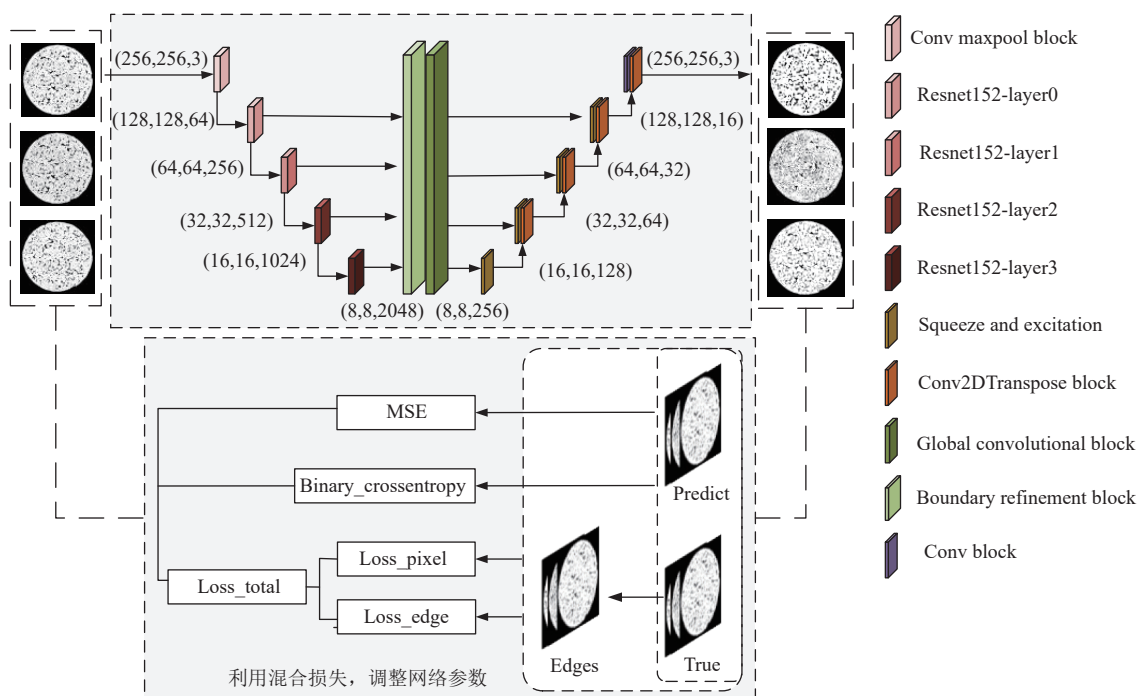 (256,256,3)
(128,128,64)
(64,64,256)
(32,32,512)
(16,16,1024)
(8,8,2048)
(8,8,256)
(16,16,128)
(32,32,64)
(64,64,32)
(128,128,16)
(256,256,3)
Conv maxpool block
Resnet152-layer0
Resnet152-layer1
Resnet152-layer2
Resnet152-layer3
Squeeze and excitation
Conv2DTranspose block
Global convolutional block
Boundary refinement block
Conv block
MSE
Binary_crossentropy
Loss_pixel
Loss_total
Loss_edge
Predict
Edges
True
利用混合损失，调整网络参数